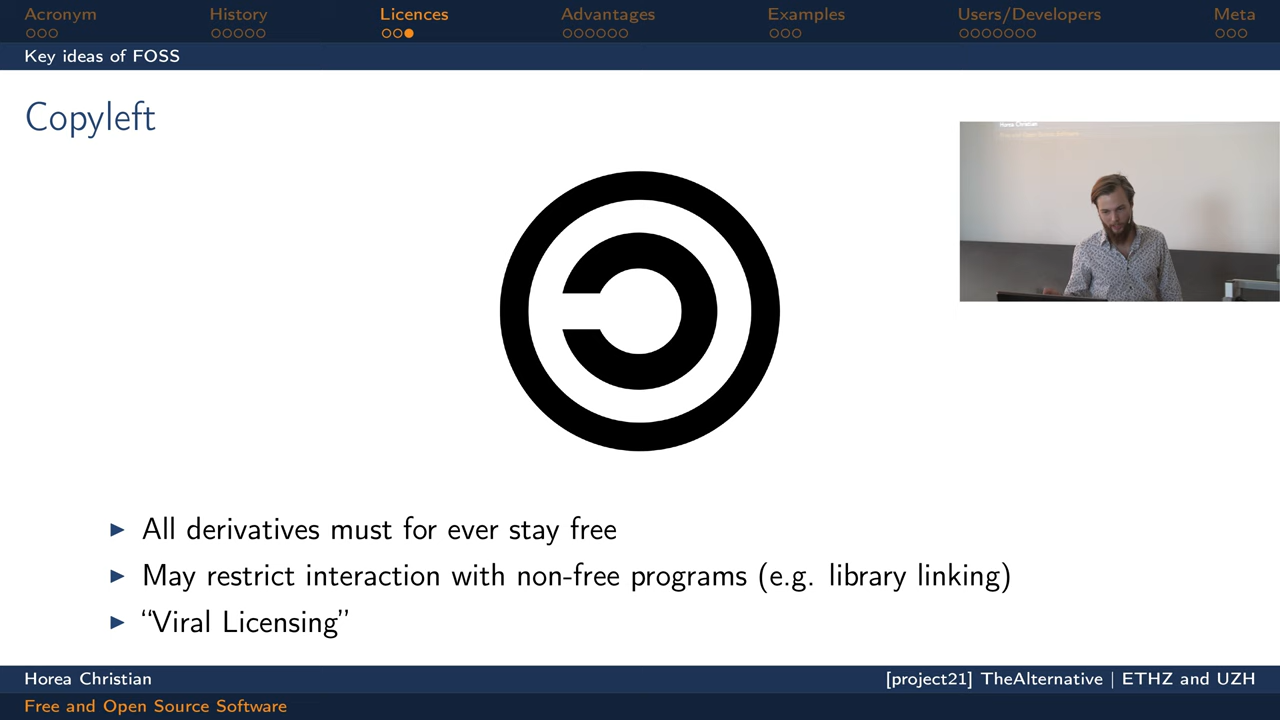 Acronym History Licences Advantages Examples Users/Developers Meta
Key ideas of FOSS
Copyleft
Horea Christian
All derivatives must for ever stay free
May restrict interaction with non-free programs (e.g. library linking)
“Viral Licensing”
Horea Christian [project21] TheAlternative | ETHZ and UZH
Free and Open Source Software